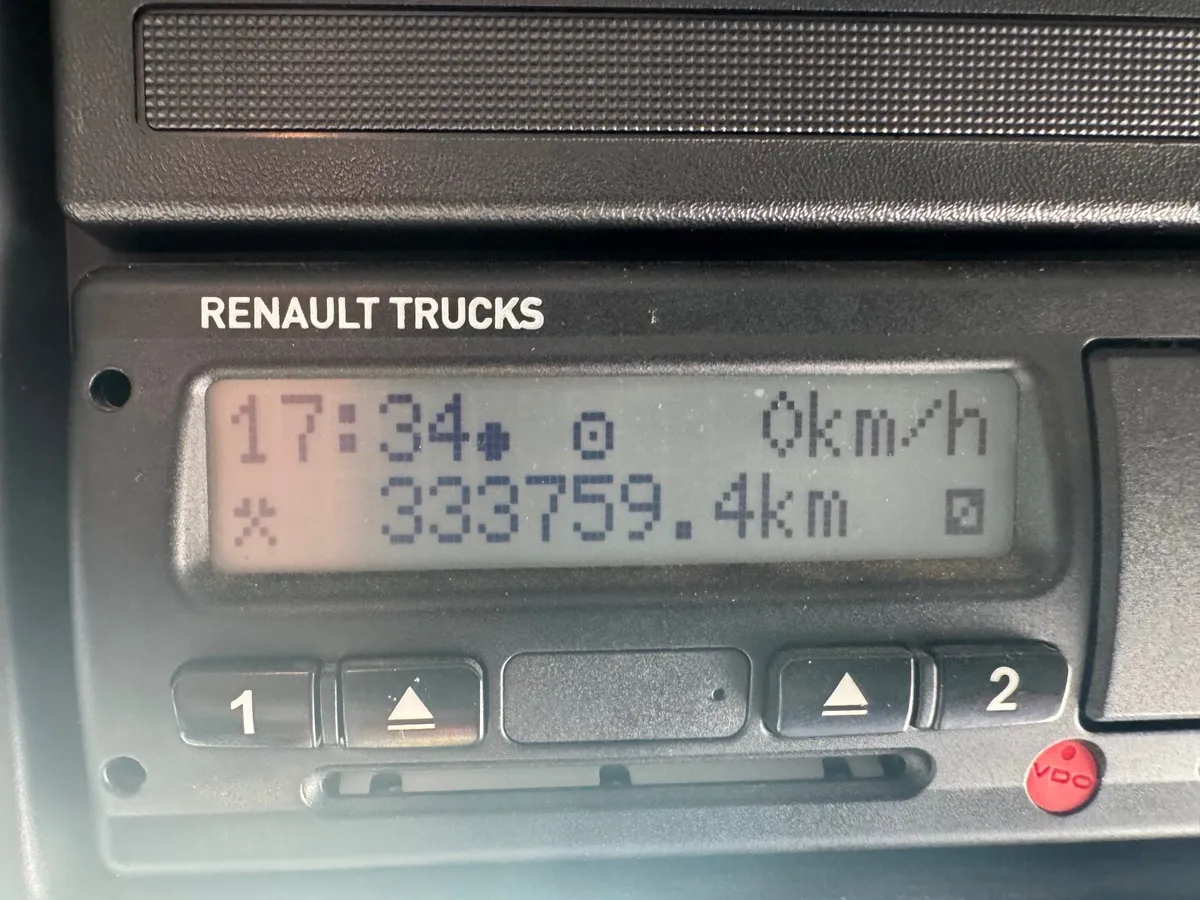 RENAULT TRUCKS
17:34 0km/h
333759.4km
1 2
VDO